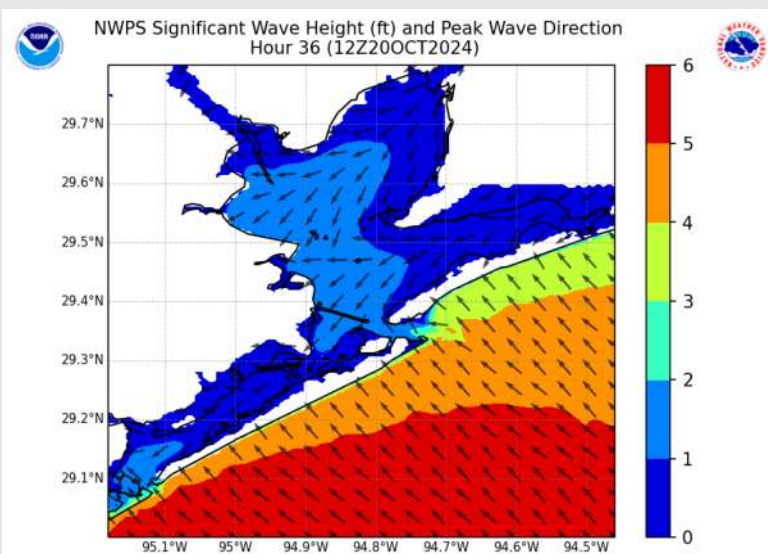 NWPS Significant Wave Height (ft) and Peak Wave Direction
Hour 36 (12Z20OCT2024)
29.7°N
29.6°N
29.5°N
29.4°N
29.3°N
29.2°N
29.1°N
95.1°W 95°W 94.9°W 94.8°W 94.7°W 94.6°W 94.5°W
6
5
4
3
2
1
0